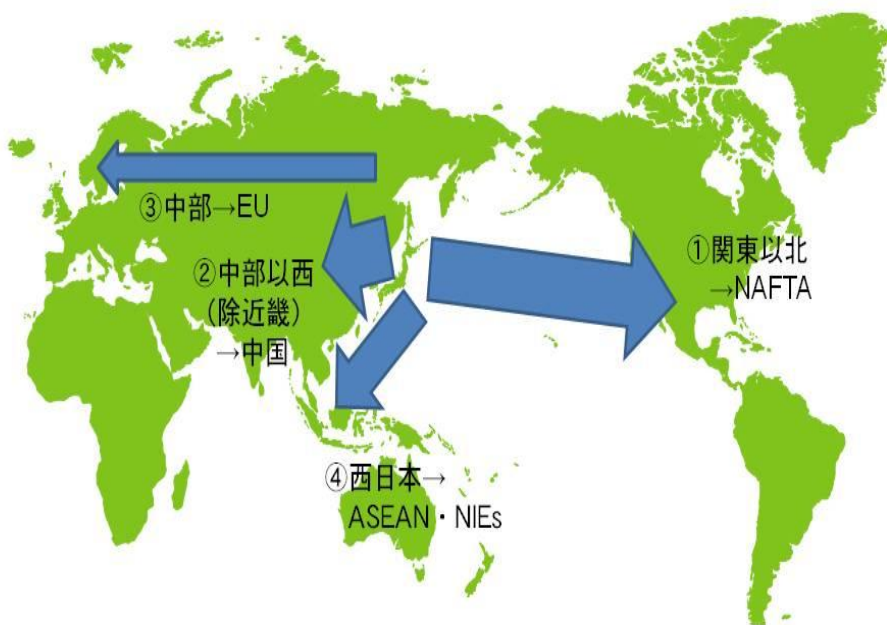 ①関東以北
→NAFTA
②中部以西
（除近畿）
→中国
③中部→EU
④西日本→
ASEAN・NIEs